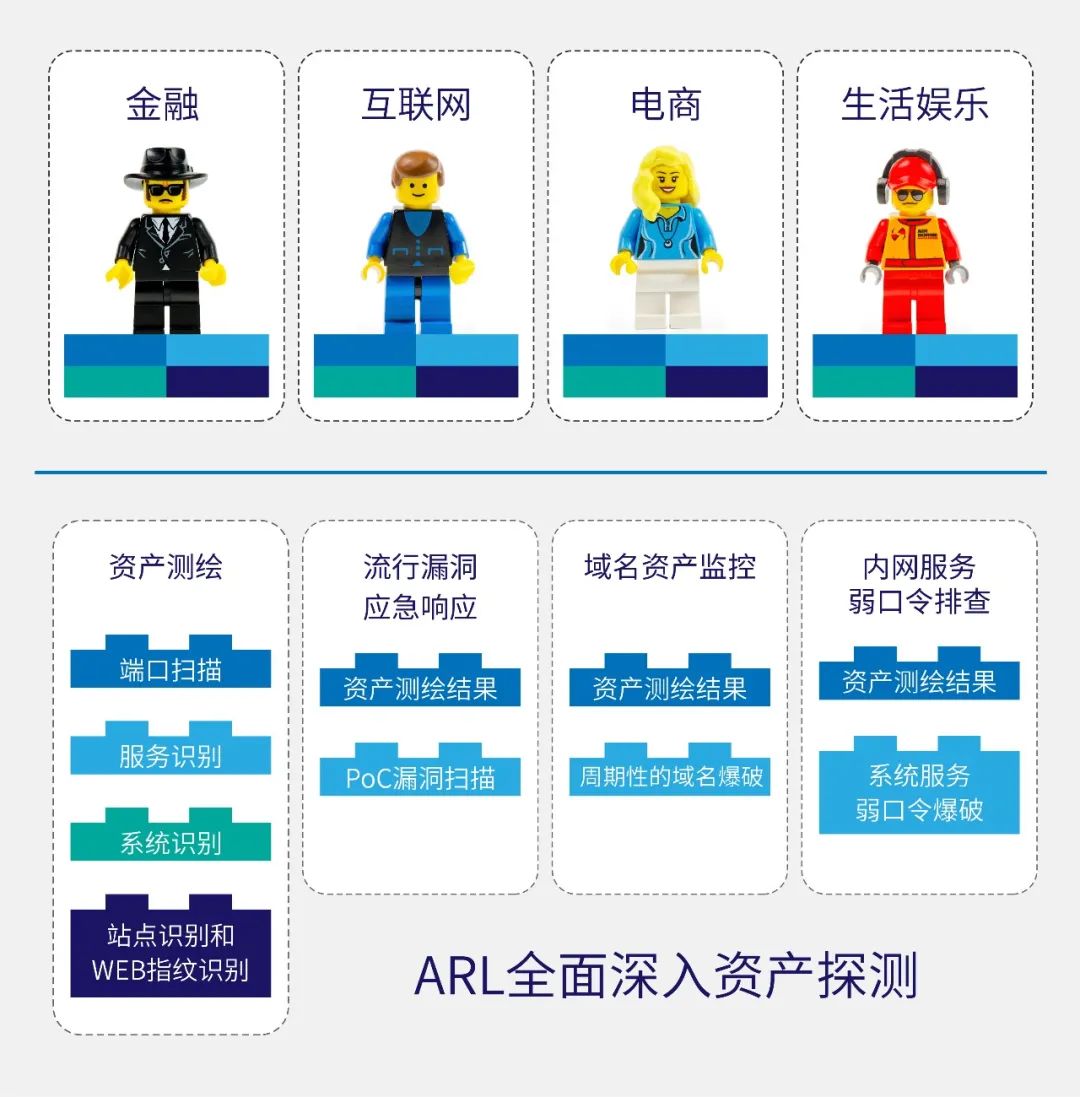 金融
互联网
电商
生活娱乐
资产测绘
端口扫描
服务识别
系统识别
站点识别和
WEB指纹识别
流行漏洞
应急响应
资产测绘结果
PoC漏洞扫描
域名资产监控
资产测绘结果
周期性的域名爆破
内网服务
弱口令排查
资产测绘结果
系统服务
弱口令爆破
ARL全面深入资产探测